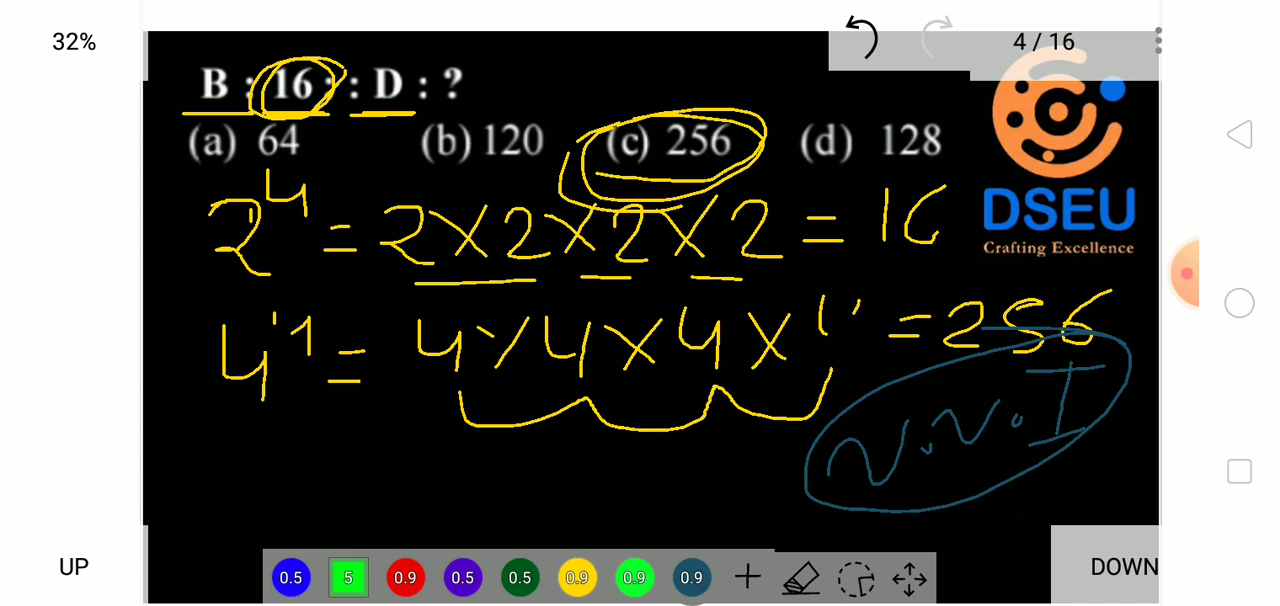 32%
4 / 16
B : 16 : : D : ?
(a) 64 (b) 120 (c) 256 (d) 128
DSEU
Crafting Excellence
2⁴ = 2 × 2 × 2 × 2 = 16
= 4 × 4 × 4 × = 256
V.V.I
UP
DOWN
0.5 5 0.9 0.5 0.5 0.9 0.9 0.9